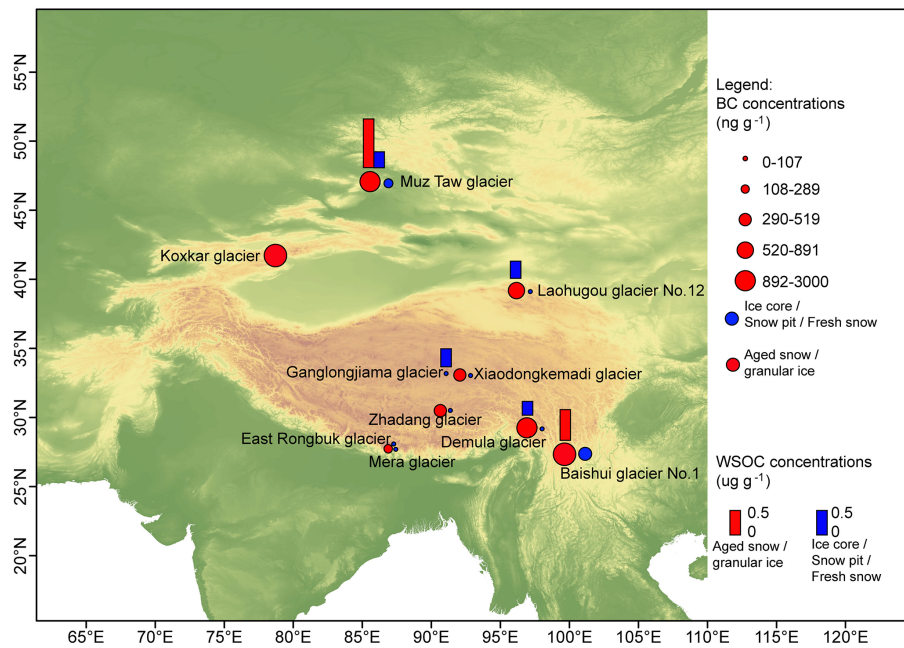 55°N
50°N
45°N
40°N
35°N
30°N
25°N
20°N
Muz Taw glacier
Koxkar glacier
Laohugou glacier No.12
Ganglongjiama glacier
Xiaodongkemadi glacier
Zhadang glacier
East Rongbuk glacier
Demula glacier
Mera glacier
Baishui glacier No.1
65°E 70°E 75°E 80°E 85°E 90°E 95°E 100°E 105°E 110°E 115°E 120°E
Legend:
BC concentrations
(ng g⁻¹)
0-107
108-289
290-519
520-891
892-3000
Ice core /
Snow pit / Fresh snow
Aged snow /
granular ice
WSOC concentrations
(ug g⁻¹)
0.5
0
Aged snow /
granular ice
0.5
0
Ice core /
Snow pit /
Fresh snow